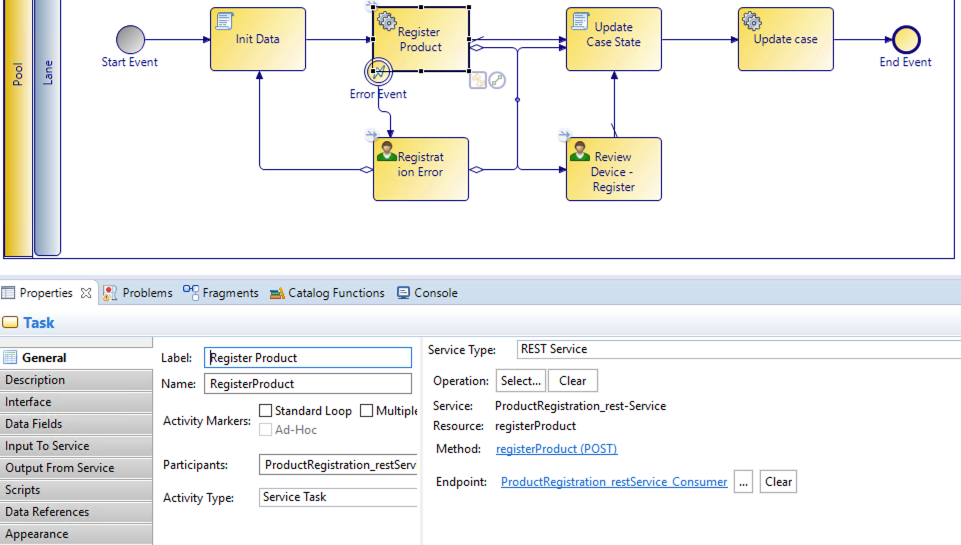 Pool
Lane
Start Event
Init Data
Register
Product
Error Event
Update
Case State
Update case
End Event
Registrat
ion Error
Review
Device -
Register
Properties
Problems
Fragments
Catalog Functions
Console
Task
General
Description
Interface
Data Fields
Input To Service
Output From Service
Scripts
Data References
Appearance
Label: Register Product
Name: RegisterProduct
Activity Markers: Standard Loop Multiple
Ad-Hoc
Participants: ProductRegistration_restServ
Activity Type: Service Task
Service Type: REST Service
Operation: Select... Clear
Service: ProductRegistration_rest-Service
Resource: registerProduct
Method: registerProduct (POST)
Endpoint: ProductRegistration_restService_Consumer ... Clear